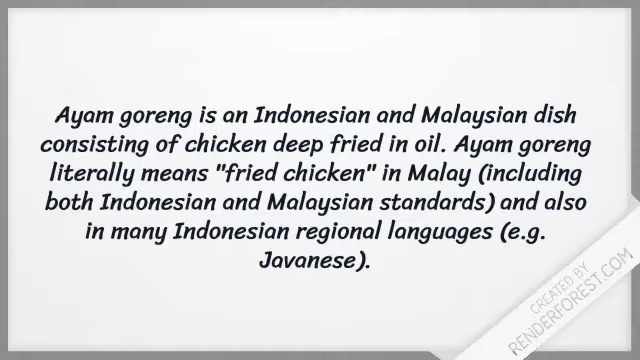 Ayam goreng is an Indonesian and Malaysian dish
consisting of chicken deep fried in oil. Ayam goreng
literally means "fried chicken" in Malay (including
both Indonesian and Malaysian standards) and also
in many Indonesian regional languages (e.g.
Javanese).
CREATED BY
RENDERFOREST.COM